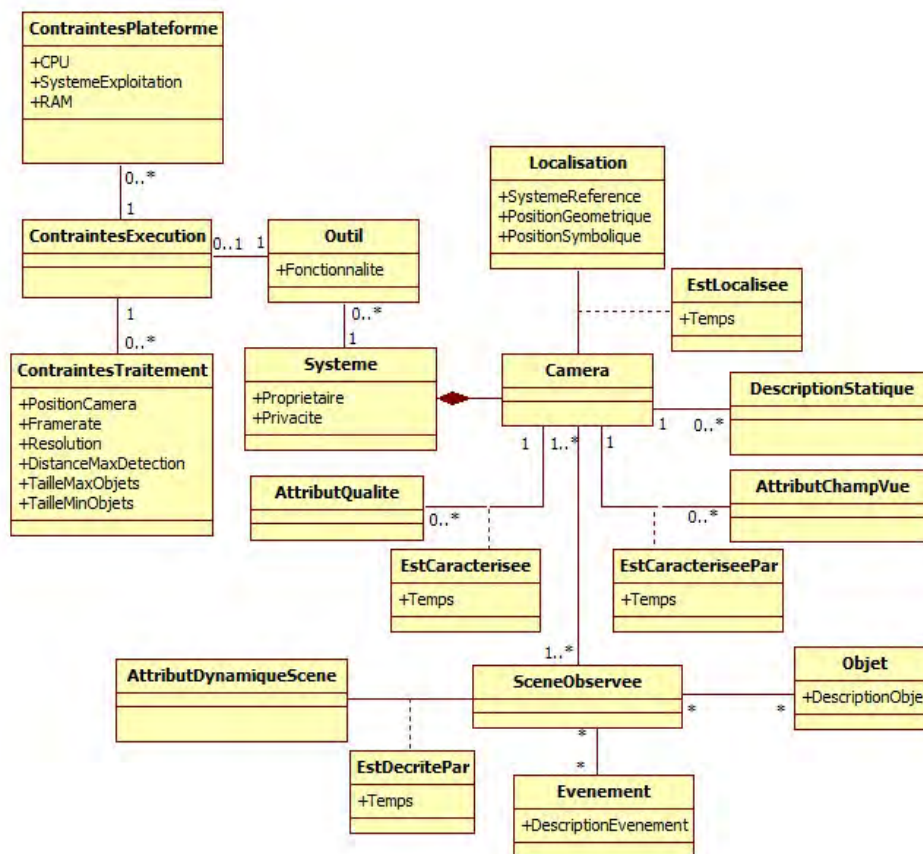 ContraintesPlateforme
+CPU
+SystemeExploitation
+RAM
0..*
1
ContraintesExecution
0..1
1
Outil
+Fonctionnalite
1
0..*
0..*
1
ContraintesTraitement
+PositionCamera
+Framerate
+Resolution
+DistanceMaxDetection
+TailleMaxObjets
+TailleMinObjets
Systeme
+Proprietaire
+Privacite
Localisation
+SystemeReference
+PositionGeometrique
+PositionSymbolique
EstLocalisee
+Temps
Camera
1
0..*
DescriptionStatique
1
1..*
1
AttributQualite
0..*
AttributChampVue
0..*
EstCaracterisee
+Temps
EstCaracteriseePar
+Temps
1..*
AttributDynamiqueScene
SceneObservee
*
*
Objet
+DescriptionObje
EstDecritePar
+Temps
*
*
Evenement
+DescriptionEvenement